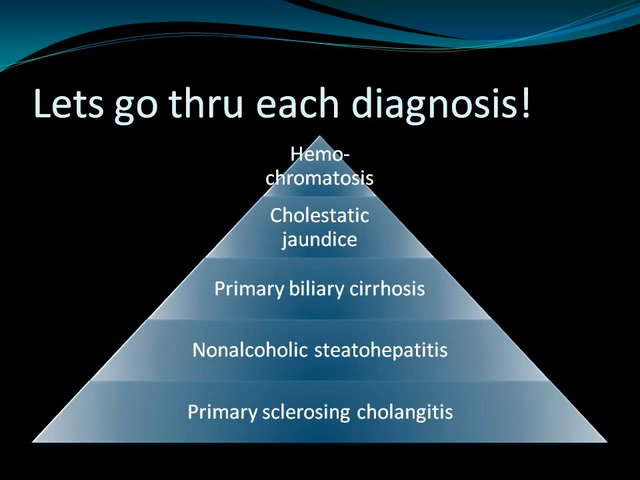 Lets go thru each diagnosis!
Hemo-
chromatosis
Cholestatic
jaundice
Primary biliary cirrhosis
Nonalcoholic steatohepatitis
Primary sclerosing cholangitis